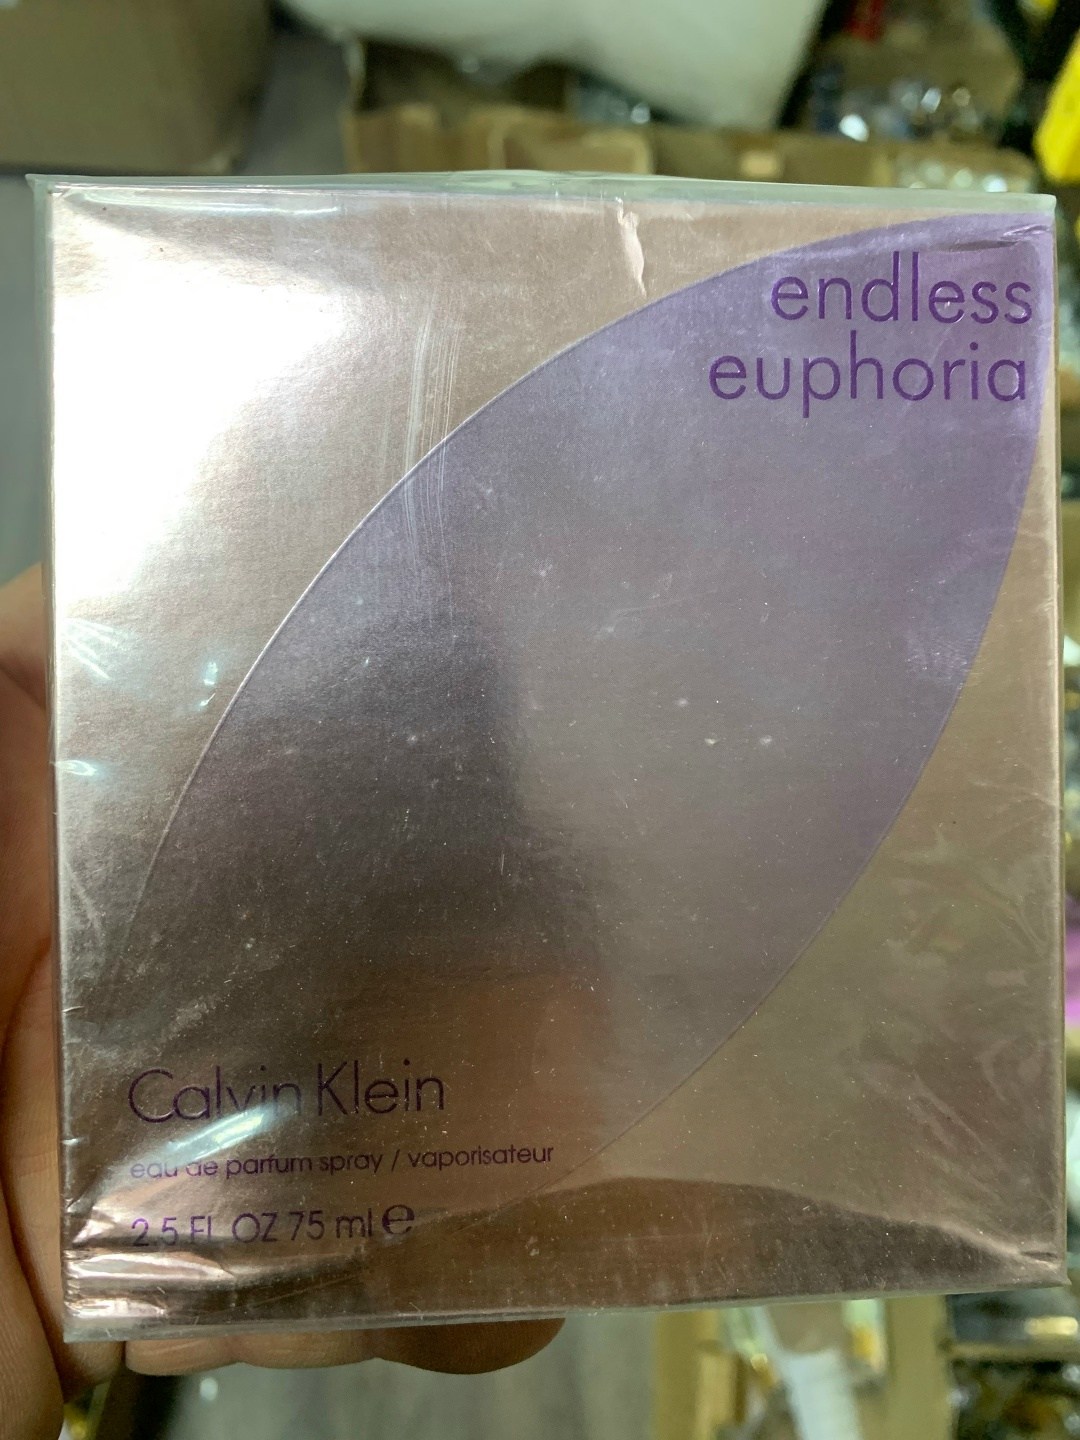 endless
euphoria
Calvin Klein
eau de parfum spray / vaporisateur
2.5 FL OZ 75 ml e